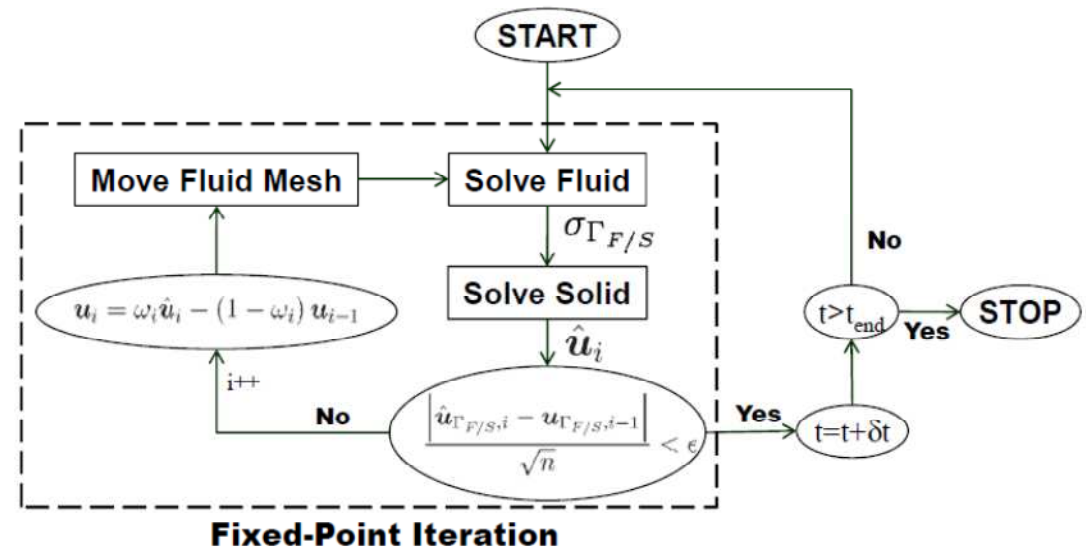 START
Move Fluid Mesh
Solve Fluid
σ_{Γ_{F/S}}
No
u_i = ω_i û_i − (1 − ω_i) u_{i−1}
Solve Solid
t>t_end
Yes
STOP
û_i
i++
No
|û_{Γ_{F/S},i} − u_{Γ_{F/S},i−1}| / √n < ϵ
Yes
t=t+δt
Fixed-Point Iteration